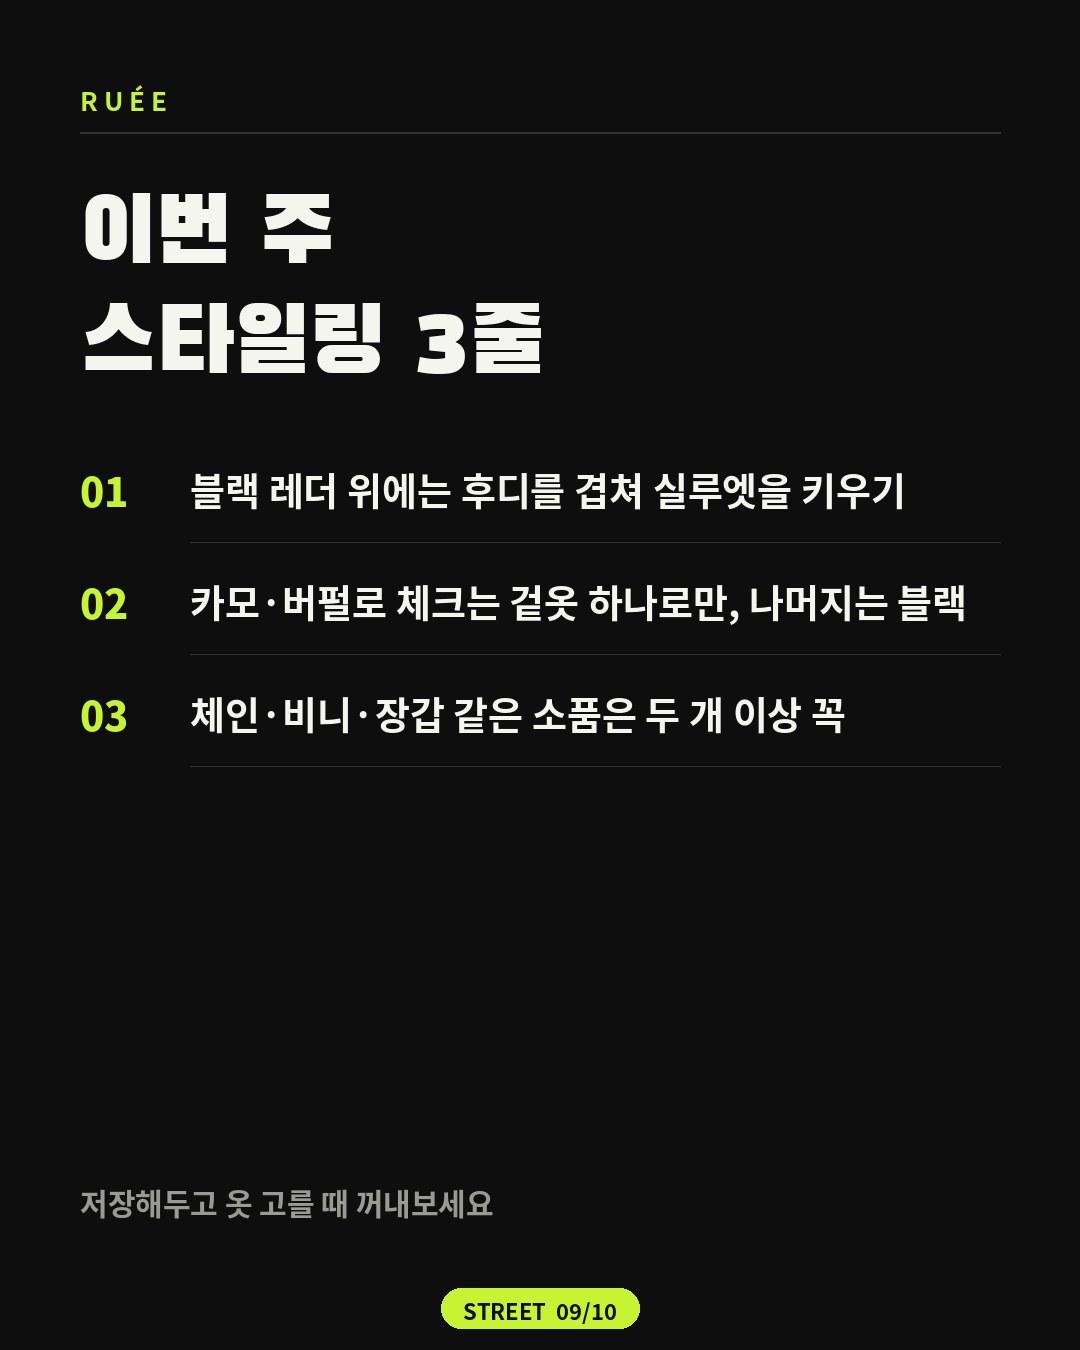 RUÉE
이번 주
스타일링 3줄
01 블랙 레더 위에는 후디를 겹쳐 실루엣을 키우기
02 카모·버펄로 체크는 겉옷 하나로만, 나머지는 블랙
03 체인·비니·장갑 같은 소품은 두 개 이상 꼭
저장해두고 옷 고를 때 꺼내보세요
STREET 09/10